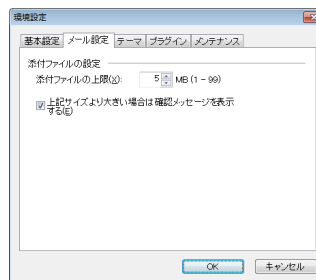 環境設定
基本設定 メール設定 テーマ プラグイン メンテナンス
添付ファイルの設定
添付ファイルの上限(X): 5 MB (1 - 99)
上記サイズより大きい場合は確認メッセージを表示
する(E)
OK キャンセル